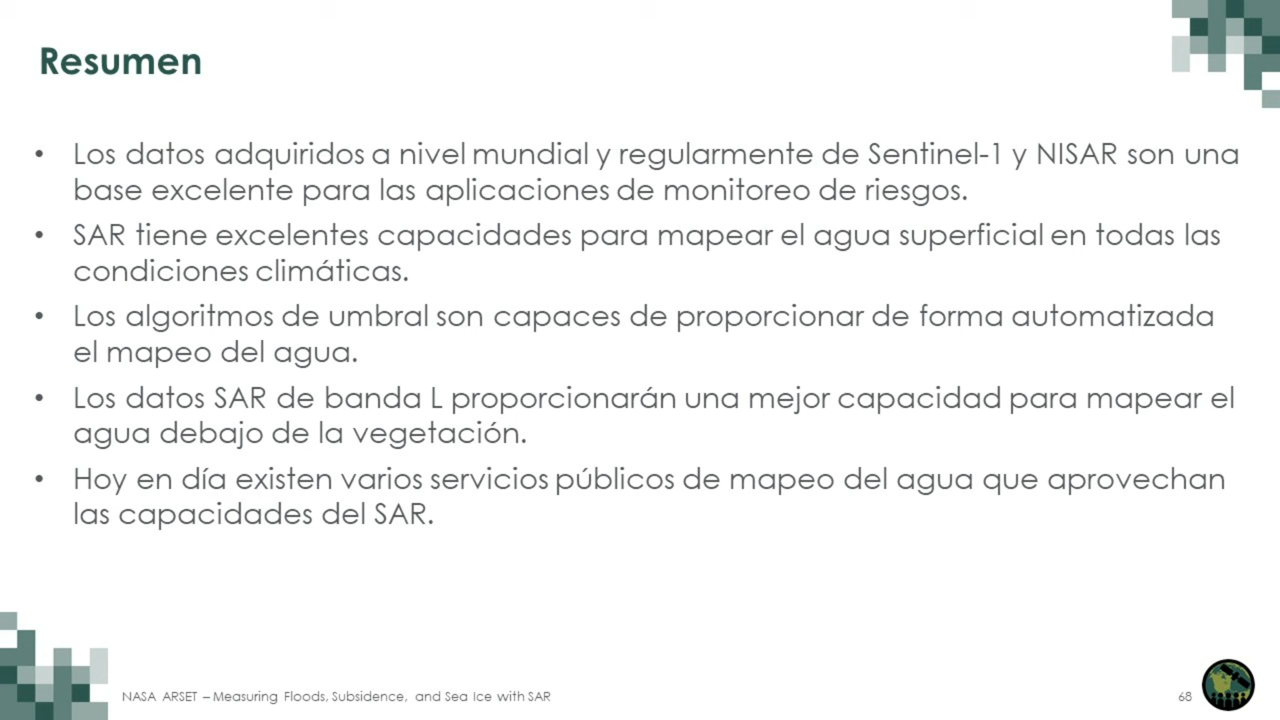 Resumen
• Los datos adquiridos a nivel mundial y regularmente de Sentinel-1 y NISAR son una
base excelente para las aplicaciones de monitoreo de riesgos.
• SAR tiene excelentes capacidades para mapear el agua superficial en todas las
condiciones climáticas.
• Los algoritmos de umbral son capaces de proporcionar de forma automatizada
el mapeo del agua.
• Los datos SAR de banda L proporcionarán una mejor capacidad para mapear el
agua debajo de la vegetación.
• Hoy en día existen varios servicios públicos de mapeo del agua que aprovechan
las capacidades del SAR.
NASA ARSET – Measuring Floods, Subsidence, and Sea Ice with SAR
68